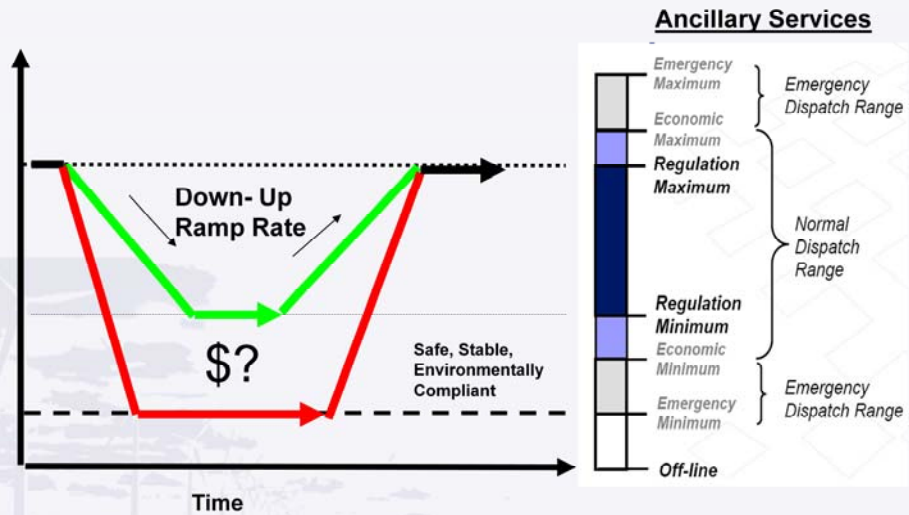 Ancillary Services
Down- Up
Ramp Rate
$?
Safe, Stable,
Environmentally
Compliant
Time
Emergency
Maximum
Economic
Maximum
Regulation
Maximum
Regulation
Minimum
Economic
Minimum
Emergency
Minimum
Off-line
Emergency
Dispatch Range
Normal
Dispatch
Range
Emergency
Dispatch Range